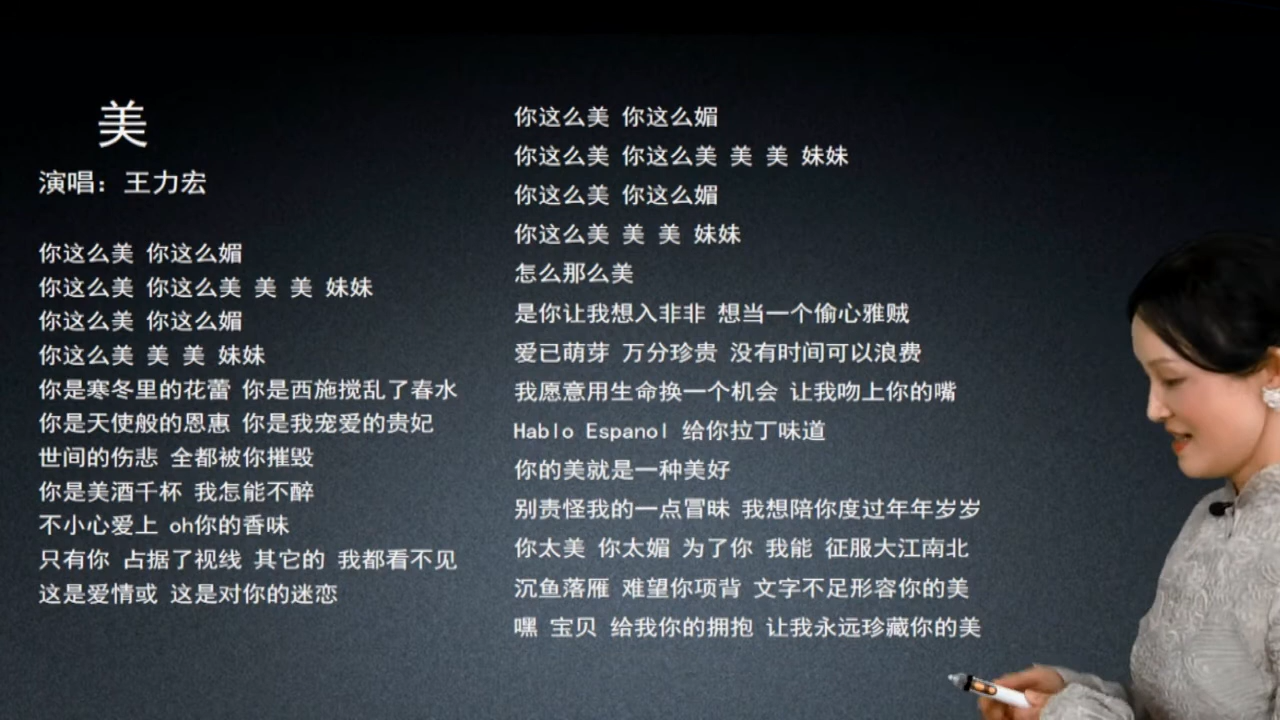 美
演唱：王力宏
你这么美 你这么媚
你这么美 你这么美 美 美 妹妹
你这么美 你这么媚
你这么美 美 美 妹妹
你是寒冬里的花蕾 你是西施搅乱了春水
你是天使般的恩惠 你是我宠爱的贵妃
世间的伤悲 全都被你摧毁
你是美酒千杯 我怎能不醉
不小心爱上 oh你的香味
只有你 占据了视线 其它的 我都看不见
这是爱情或 这是对你的迷恋
你这么美 你这么媚
你这么美 你这么美 美 美 妹妹
你这么美 你这么媚
你这么美 美 美 妹妹
怎么那么美
是你让我想入非非 想当一个偷心雅贼
爱已萌芽 万分珍贵 没有时间可以浪费
我愿意用生命换一个机会 让我吻上你的嘴
Hablo Espanol 给你拉丁味道
你的美就是一种美好
别责怪我的一点冒昧 我想陪你度过年年岁岁
你太美 你太媚 为了你 我能 征服大江南北
沉鱼落雁 难望你项背 文字不足形容你的美
嘿 宝贝 给我你的拥抱 让我永远珍藏你的美